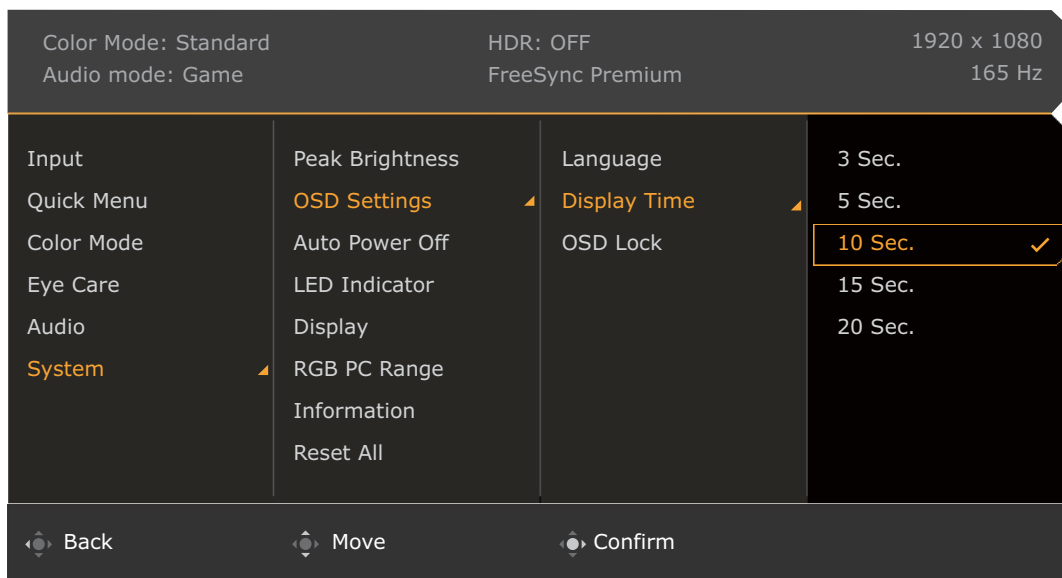 Color Mode: Standard
Audio mode: Game
HDR: OFF
FreeSync Premium
1920 x 1080
165 Hz
Input
Quick Menu
Color Mode
Eye Care
Audio
System
Peak Brightness
OSD Settings
Auto Power Off
LED Indicator
Display
RGB PC Range
Information
Reset All
Language
Display Time
OSD Lock
3 Sec.
5 Sec.
10 Sec.
15 Sec.
20 Sec.
Back
Move
Confirm